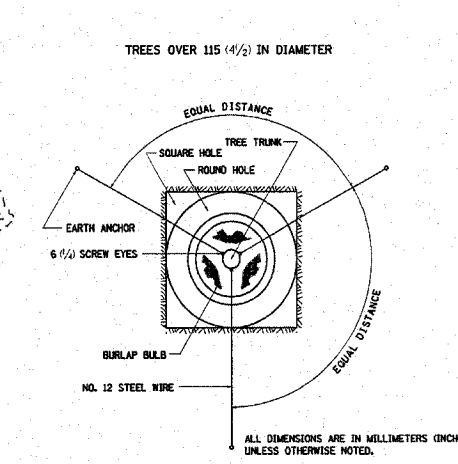 TREES OVER 115 (4½) IN DIAMETER
EQUAL DISTANCE
TREE TRUNK
SQUARE HOLE
ROUND HOLE
EARTH ANCHOR
6 (¼) SCREW EYES
EQUAL DISTANCE
BURLAP BULB
NO. 12 STEEL WIRE
ALL DIMENSIONS ARE IN MILLIMETERS (INCH
UNLESS OTHERWISE NOTED.